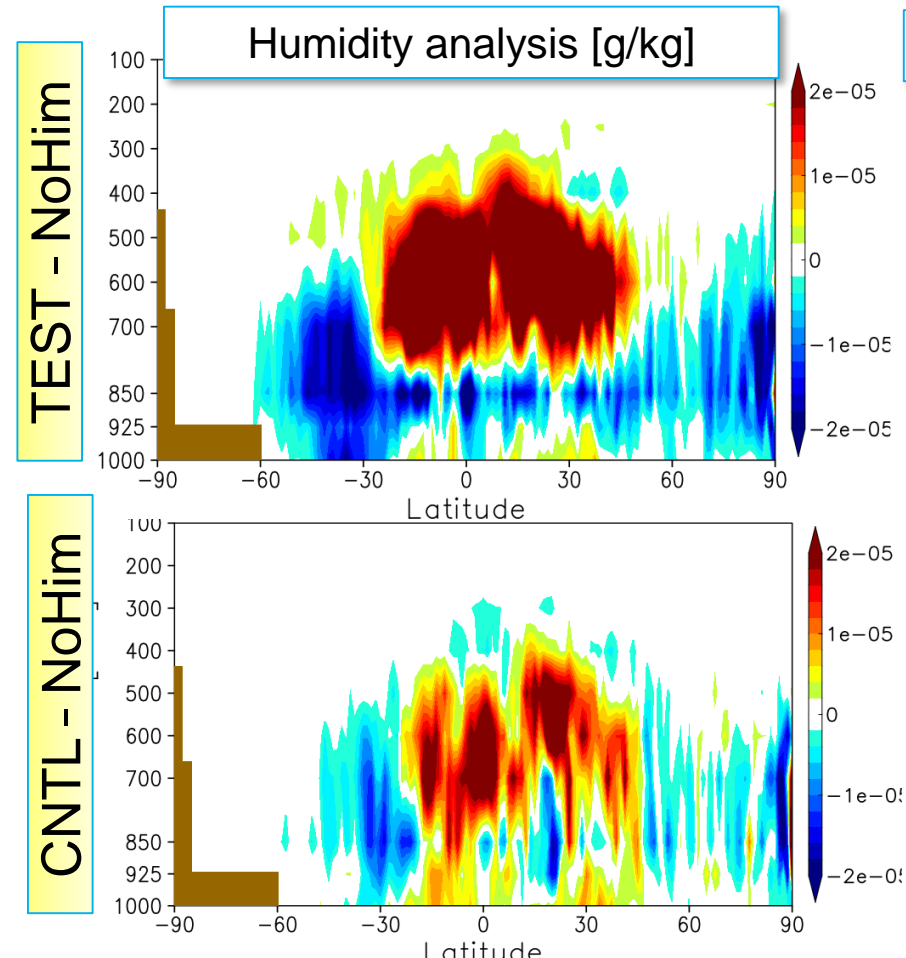 Humidity analysis [g/kg]
TEST - NoHim
100
200
300
400
500
600
700
850
925
1000
-90 -60 -30 0 30 60 90
Latitude
2e-05
1e-05
0
-1e-05
-2e-05
CNTL - NoHim
100
200
300
400
500
600
700
850
925
1000
-90 -60 -30 0 30 60 90
Latitude
2e-05
1e-05
0
-1e-05
-2e-05